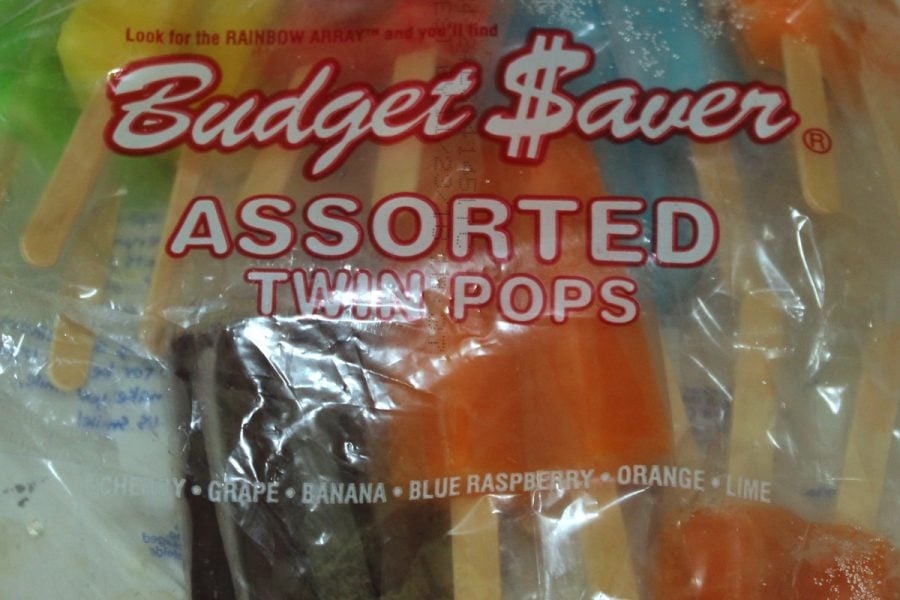 Look for the RAINBOW ARRAY™ and you'll find
Budget $aver®
ASSORTED
TWIN POPS
CHERRY • GRAPE • BANANA • BLUE RASPBERRY • ORANGE • LIME